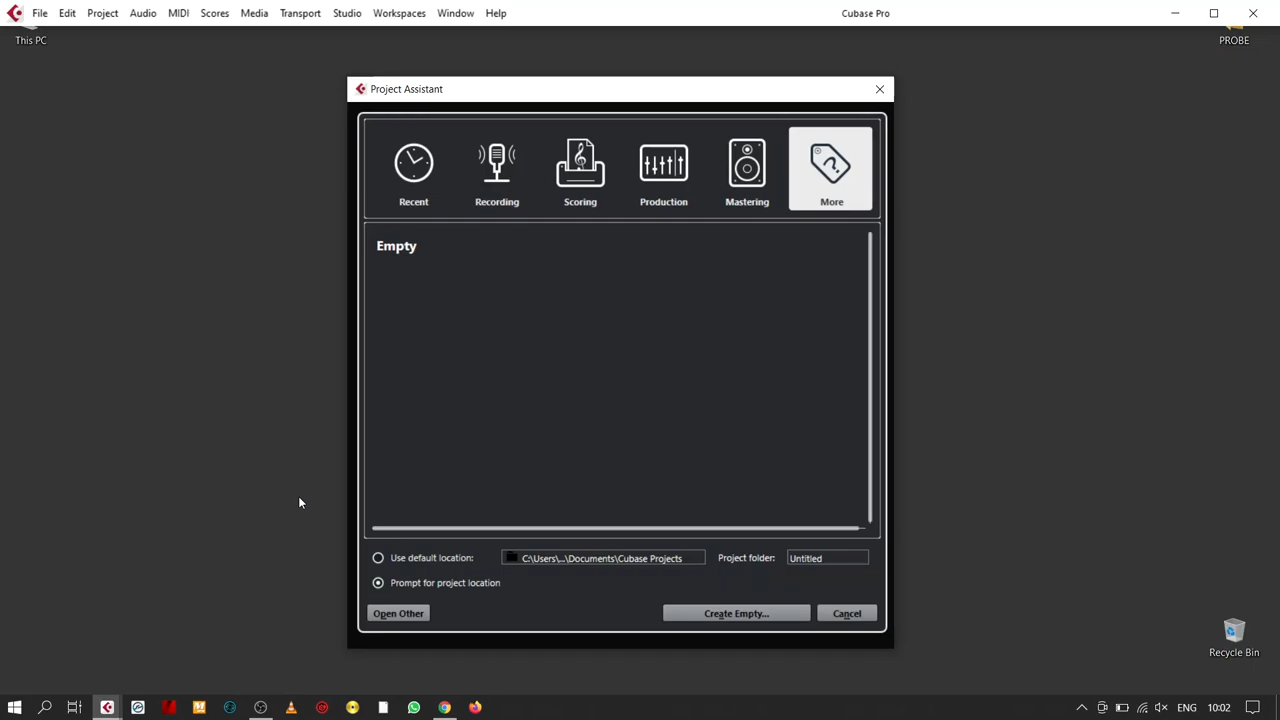 File Edit Project Audio MIDI Scores Media Transport Studio Workspaces Window Help Cubase Pro
This PC
PROBE
Project Assistant
Recent Recording Scoring Production Mastering More
Empty
Use default location: C:\Users\...\Documents\Cubase Projects Project folder: Untitled
Prompt for project location
Open Other Create Empty... Cancel
Recycle Bin
ENG 10:02